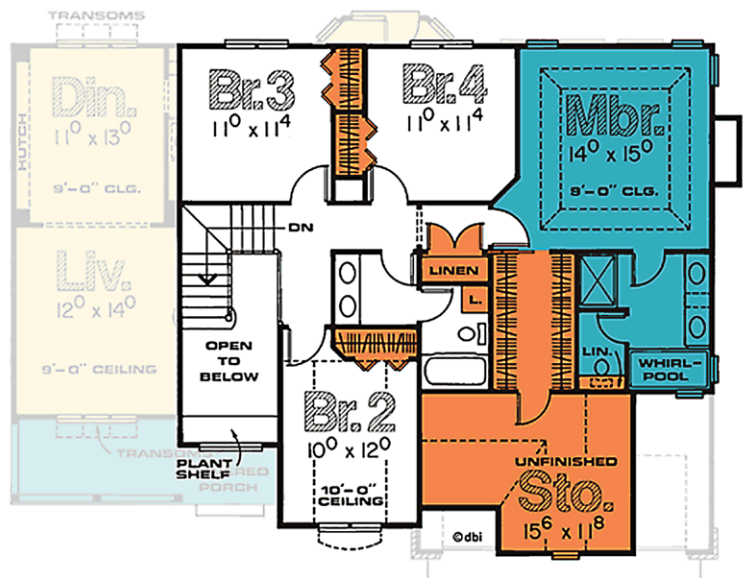 TRANSOMS
Din.
11⁰ x 13⁰
HUTCH
9'-0" CLG.
Br.3
11⁰ x 11⁴
Br.4
11⁰ x 11⁴
Mbr.
14⁰ x 15⁰
9'-0" CLG.
DN
Liv.
12⁰ x 14⁰
9'-0" CEILING
LINEN
L.
OPEN
TO
BELOW
LIN.
WHIRL-
POOL
Br.2
10⁰ x 12⁰
10'-0"
CEILING
TRANSOMS
PLANT
SHELF
PORCH
UNFINISHED
Sto.
15⁶ x 11⁸
©dbi